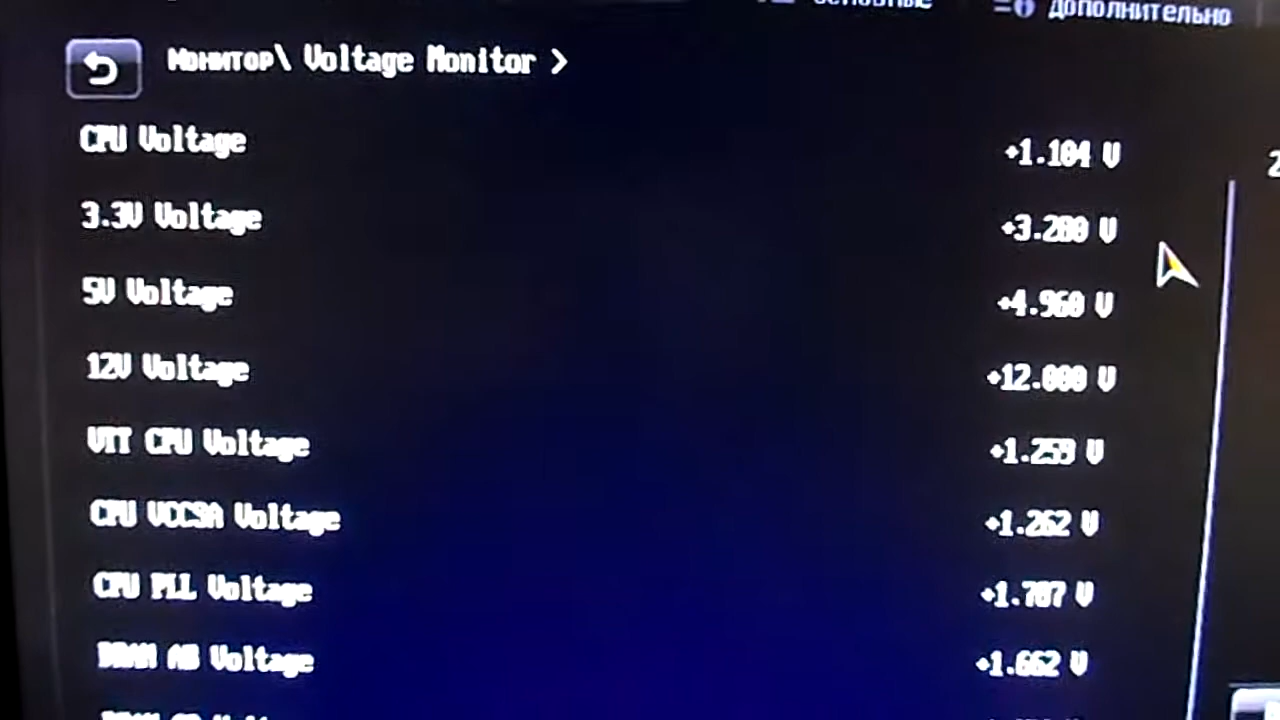 Основные
Дополнительно
Монитор\ Voltage Monitor >
CPU Voltage +1.104 V
3.3V Voltage +3.280 V
5V Voltage +4.960 V
12V Voltage +12.000 V
VTT CPU Voltage +1.259 V
CPU VCCSA Voltage +1.262 V
CPU PLL Voltage +1.787 V
DRAM AB Voltage +1.662 V